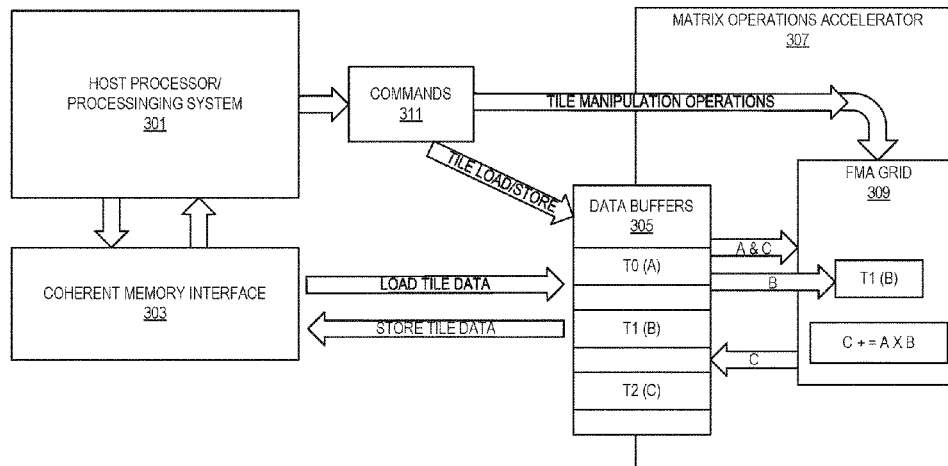 MATRIX OPERATIONS ACCELERATOR
307
HOST PROCESSOR/
PROCESSINGING SYSTEM
301
COMMANDS
311
TILE MANIPULATION OPERATIONS
TILE LOAD/STORE
FMA GRID
309
DATA BUFFERS
305
A & C
T0 (A)
B
T1 (B)
COHERENT MEMORY INTERFACE
303
LOAD TILE DATA
STORE TILE DATA
T1 (B)
C + = A X B
C
T2 (C)